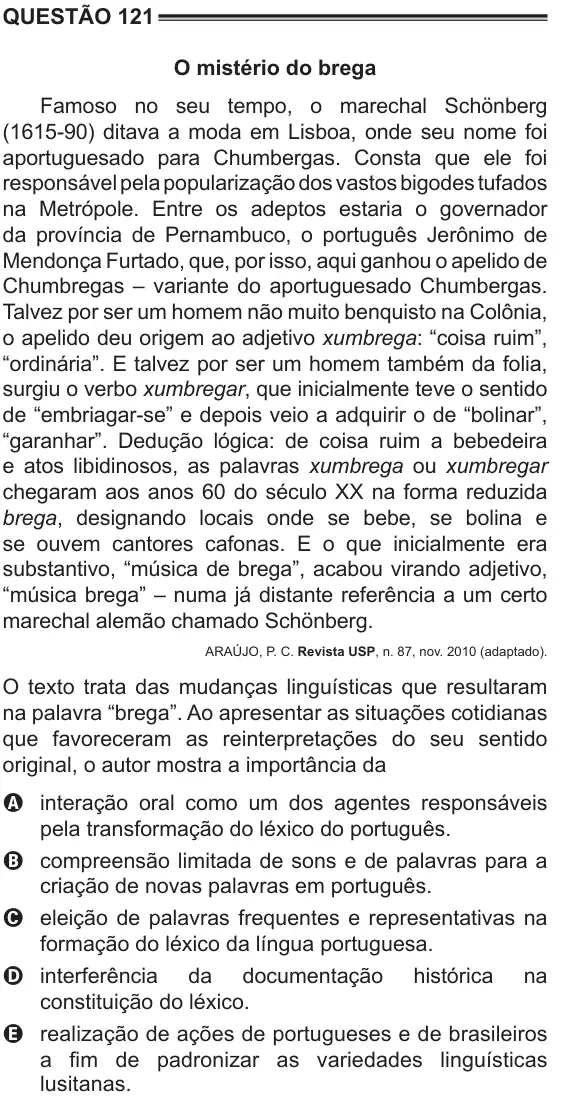 QUESTÃO 121
O mistério do brega
Famoso no seu tempo, o marechal Schönberg
(1615-90) ditava a moda em Lisboa, onde seu nome foi
aportuguesado para Chumbergas. Consta que ele foi
responsável pela popularização dos vastos bigodes tufados
na Metrópole. Entre os adeptos estaria o governador
da província de Pernambuco, o português Jerônimo de
Mendonça Furtado, que, por isso, aqui ganhou o apelido de
Chumbregas – variante do aportuguesado Chumbergas.
Talvez por ser um homem não muito benquisto na Colônia,
o apelido deu origem ao adjetivo xumbrega: “coisa ruim”,
“ordinária”. E talvez por ser um homem também da folia,
surgiu o verbo xumbregar, que inicialmente teve o sentido
de “embriagar-se” e depois veio a adquirir o de “bolinar”,
“garanhar”. Dedução lógica: de coisa ruim a bebedeira
e atos libidinosos, as palavras xumbrega ou xumbregar
chegaram aos anos 60 do século XX na forma reduzida
brega, designando locais onde se bebe, se bolina e
se ouvem cantores cafonas. E o que inicialmente era
substantivo, “música de brega”, acabou virando adjetivo,
“música brega” – numa já distante referência a um certo
marechal alemão chamado Schönberg.
ARAÚJO, P. C. Revista USP, n. 87, nov. 2010 (adaptado).
O texto trata das mudanças linguísticas que resultaram
na palavra “brega”. Ao apresentar as situações cotidianas
que favoreceram as reinterpretações do seu sentido
original, o autor mostra a importância da
A interação oral como um dos agentes responsáveis
pela transformação do léxico do português.
B compreensão limitada de sons e de palavras para a
criação de novas palavras em português.
C eleição de palavras frequentes e representativas na
formação do léxico da língua portuguesa.
D interferência da documentação histórica na
constituição do léxico.
E realização de ações de portugueses e de brasileiros
a fim de padronizar as variedades linguísticas
lusitanas.